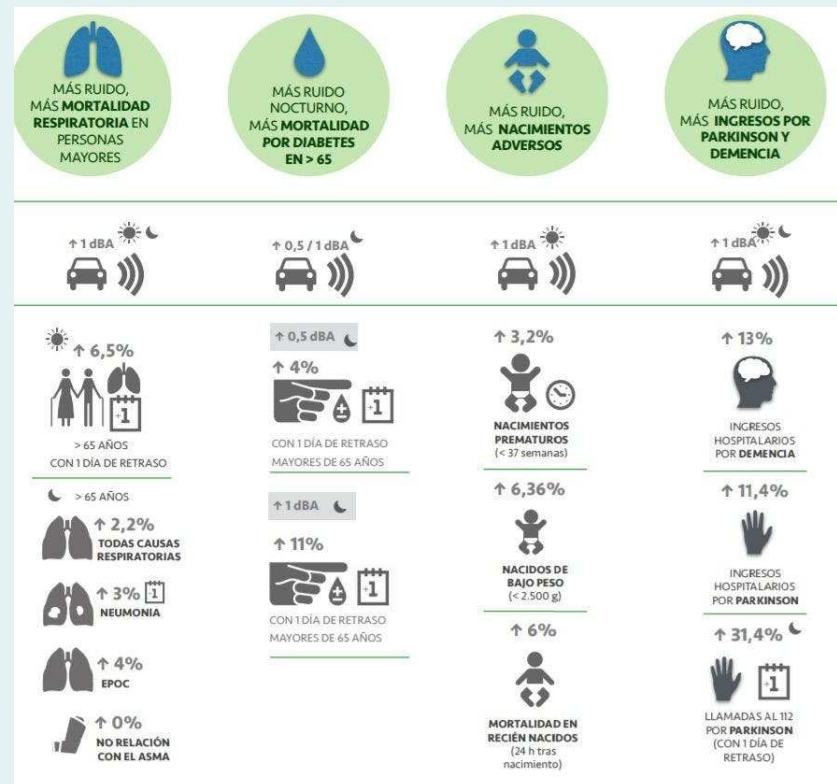 MÁS RUIDO,
MÁS MORTALIDAD
RESPIRATORIA EN
PERSONAS
MAYORES
MÁS RUIDO
NOCTURNO,
MÁS MORTALIDAD
POR DIABETES
EN > 65
MÁS RUIDO,
MÁS NACIMIENTOS
ADVERSOS
MÁS RUIDO,
MÁS INGRESOS POR
PARKINSON Y
DEMENCIA
↑ 1 dBA
↑ 0,5 / 1 dBA
↑ 1 dBA
↑ 1 dBA
↑ 6,5%
+1
> 65 AÑOS
CON 1 DÍA DE RETRASO
> 65 AÑOS
↑ 2,2%
TODAS CAUSAS
RESPIRATORIAS
↑ 3%
+1
NEUMONIA
↑ 4%
EPOC
↑ 0%
NO RELACIÓN
CON EL ASMA
↑ 0,5 dBA
↑ 4%
+1
CON 1 DÍA DE RETRASO
MAYORES DE 65 AÑOS
↑ 1 dBA
↑ 11%
+1
CON 1 DÍA DE RETRASO
MAYORES DE 65 AÑOS
↑ 3,2%
NACIMIENTOS
PREMATUROS
(< 37 semanas)
↑ 6,36%
NACIDOS DE
BAJO PESO
(< 2.500 g)
↑ 6%
MORTALIDAD EN
RECIÉN NACIDOS
(24 h tras
nacimiento)
↑ 13%
INGRESOS
HOSPITALARIOS
POR DEMENCIA
↑ 11,4%
INGRESOS
HOSPITALARIOS
POR PARKINSON
↑ 31,4%
+1
LLAMADAS AL 112
POR PARKINSON
(CON 1 DÍA DE
RETRASO)